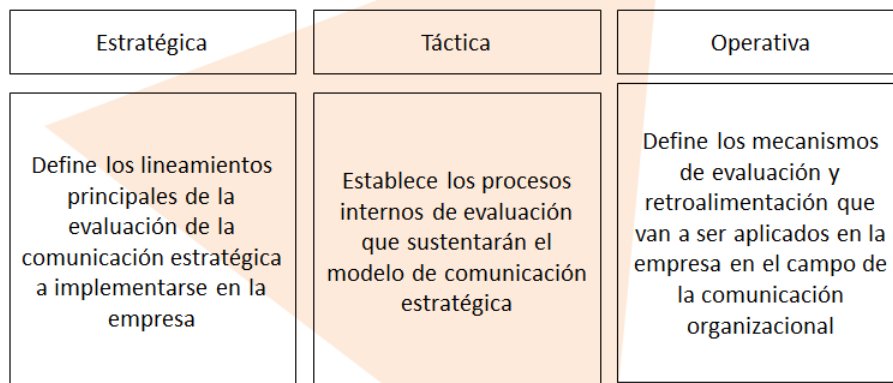 Estratégica
Táctica
Operativa
Define los lineamientos
principales de la
evaluación de la
comunicación estratégica
a implementarse en la
empresa
Establece los procesos
internos de evaluación
que sustentarán el
modelo de comunicación
estratégica
Define los mecanismos
de evaluación y
retroalimentación que
van a ser aplicados en la
empresa en el campo de
la comunicación
organizacional